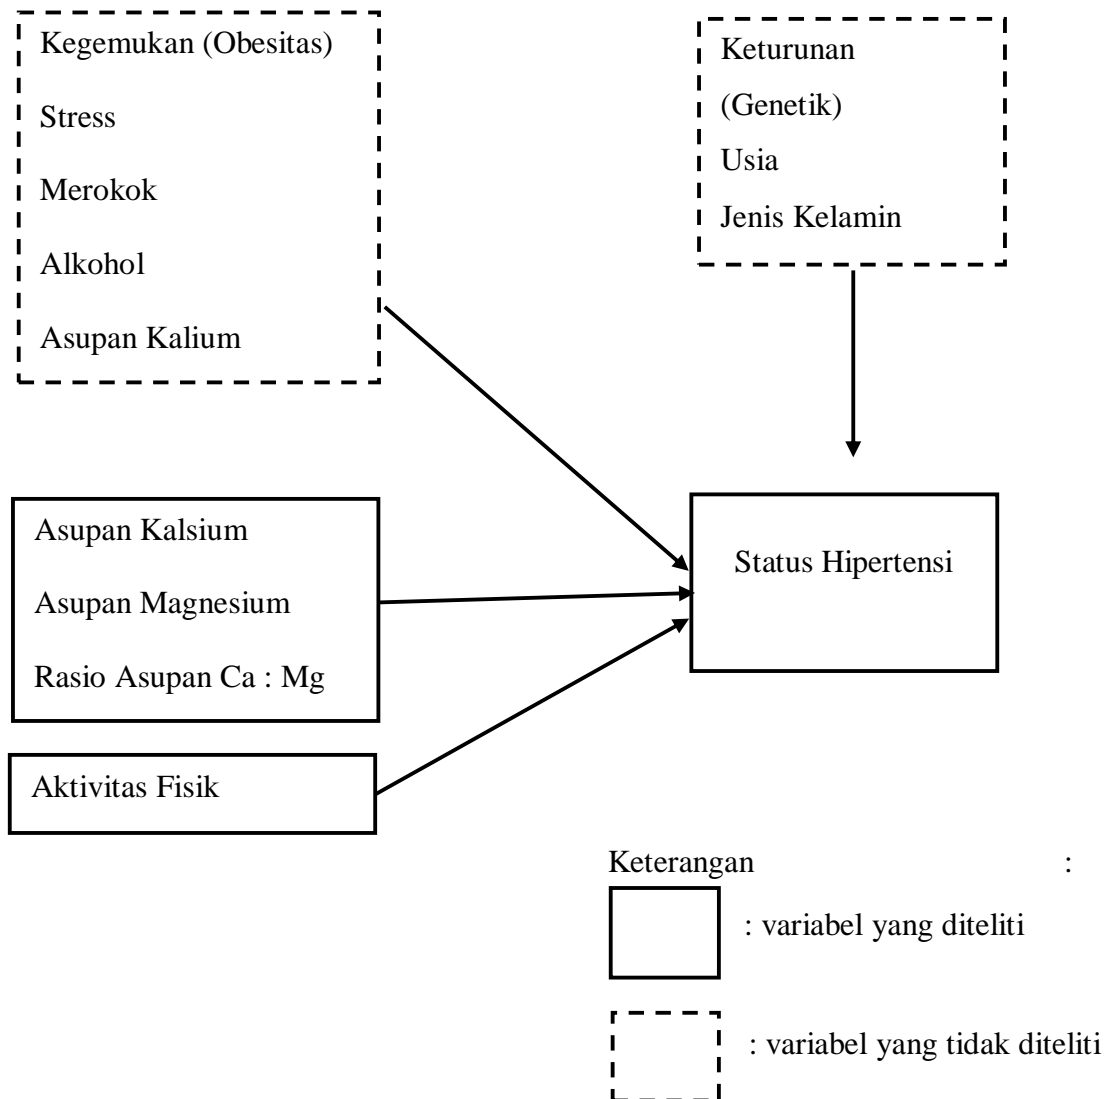 Kegemukan (Obesitas)
Stress
Merokok
Alkohol
Asupan Kalium
Keturunan
(Genetik)
Usia
Jenis Kelamin
Asupan Kalsium
Asupan Magnesium
Rasio Asupan Ca : Mg
Status Hipertensi
Aktivitas Fisik
Keterangan :
: variabel yang diteliti
: variabel yang tidak diteliti